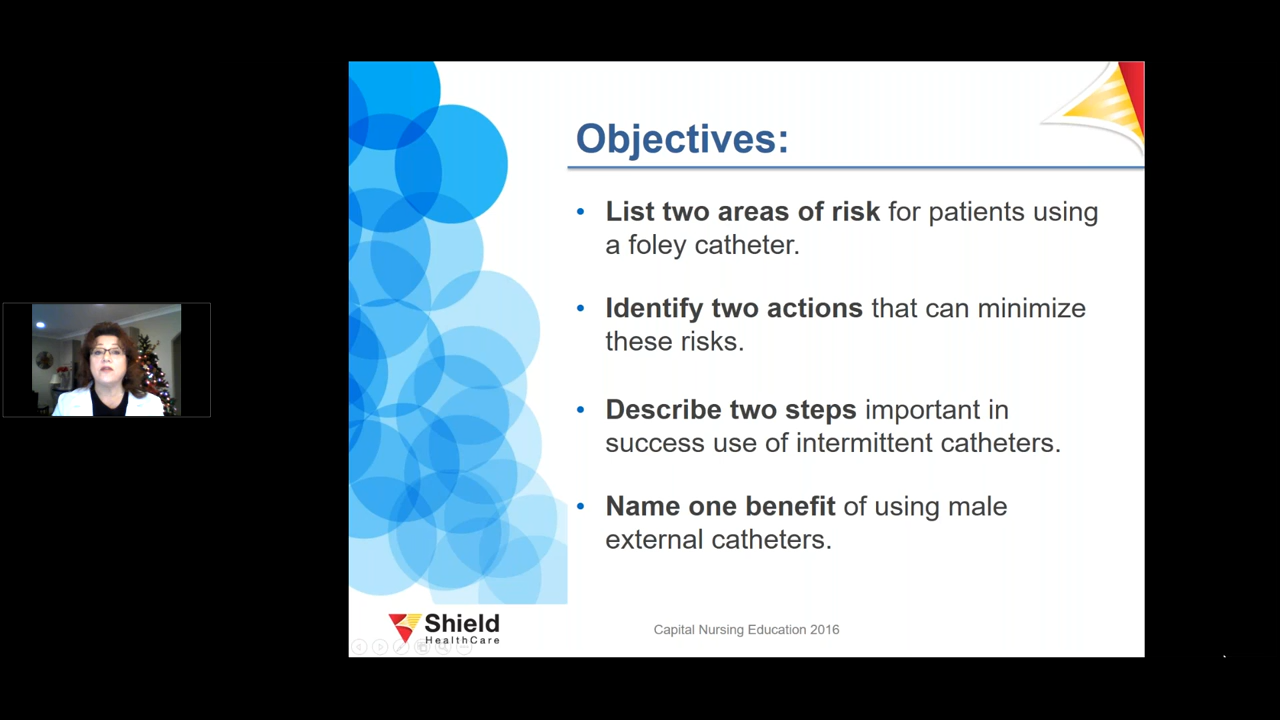 Objectives:
• List two areas of risk for patients using
a foley catheter.
• Identify two actions that can minimize
these risks.
• Describe two steps important in
success use of intermittent catheters.
• Name one benefit of using male
external catheters.
Shield
HealthCare
Capital Nursing Education 2016